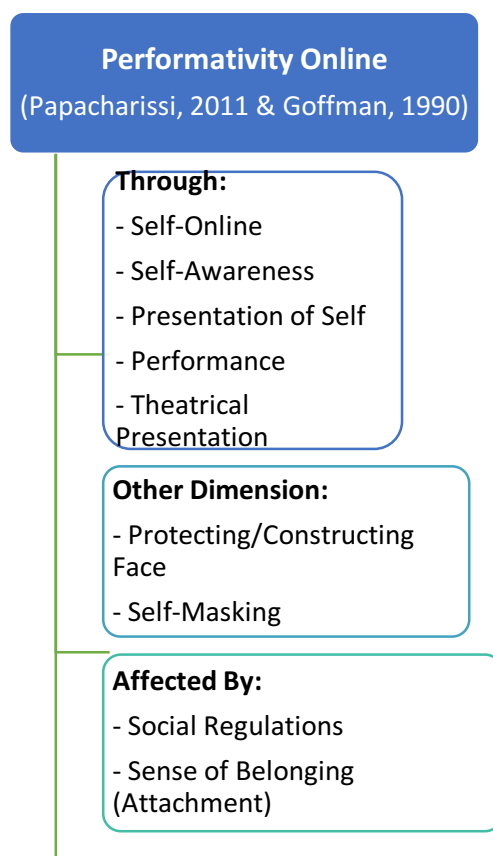 Performativity Online
(Papacharissi, 2011 & Goffman, 1990)
Through:
- Self-Online
- Self-Awareness
- Presentation of Self
- Performance
- Theatrical
Presentation
Other Dimension:
- Protecting/Constructing
Face
- Self-Masking
Affected By:
- Social Regulations
- Sense of Belonging
(Attachment)